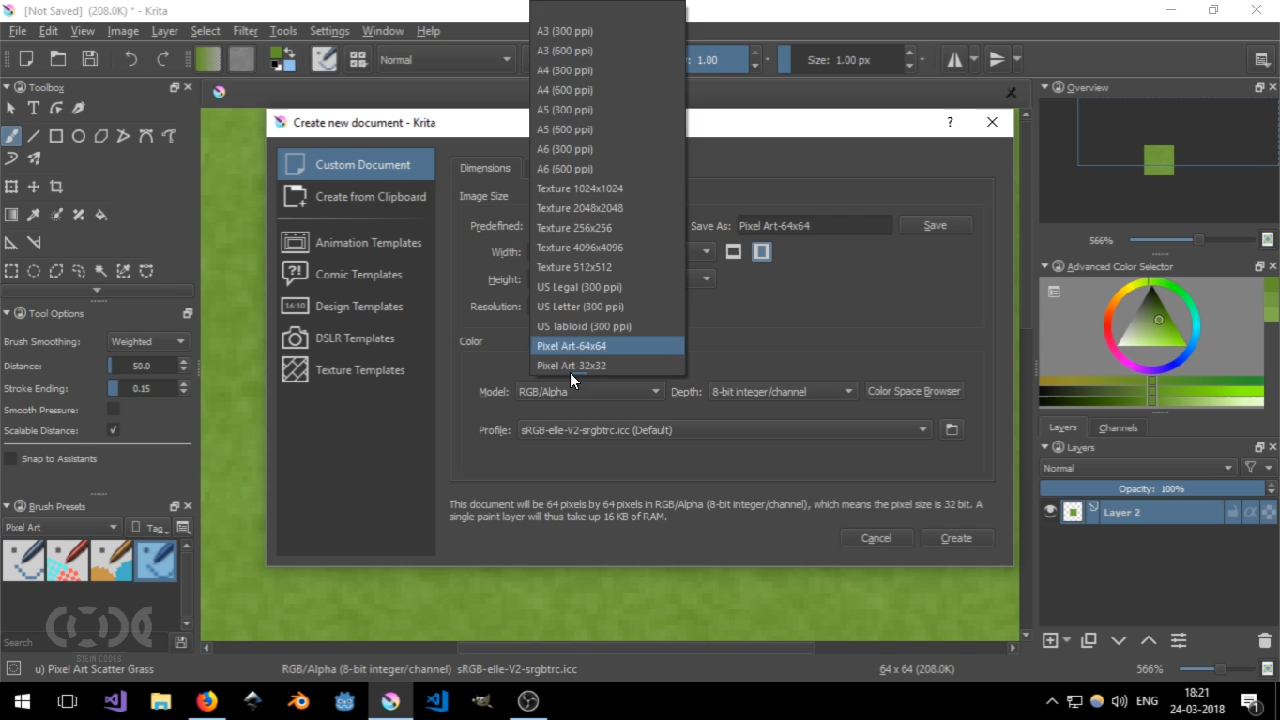 [Not Saved] (208.0K) * - Krita
File Edit View Image Layer Select Filter Tools Settings Window Help
Normal
: 1.00
Size: 1.00 px
Toolbox
Overview
566%
Advanced Color Selector
Create new document - Krita
?
Custom Document
Create from Clipboard
Animation Templates
Comic Templates
Design Templates
DSLR Templates
Texture Templates
Dimensions
Image Size
Predefined:
Width:
Height:
Resolution:
Save As: Pixel Art-64x64
Save
A3 (300 ppi)
A3 (600 ppi)
A4 (300 ppi)
A4 (600 ppi)
A5 (300 ppi)
A5 (600 ppi)
A6 (300 ppi)
A6 (600 ppi)
Texture 1024x1024
Texture 2048x2048
Texture 256x256
Texture 4096x4096
Texture 512x512
US Legal (300 ppi)
US Letter (300 ppi)
US Tabloid (300 ppi)
Pixel Art-64x64
Pixel Art 32x32
Color
Model: RGB/Alpha
Depth: 8-bit integer/channel
Color Space Browser
Profile: sRGB-elle-V2-srgbtrc.icc (Default)
This document will be 64 pixels by 64 pixels in RGB/Alpha (8-bit integer/channel), which means the pixel size is 32 bit. A
single paint layer will thus take up 16 KB of RAM.
Cancel
Create
Tool Options
Brush Smoothing: Weighted
Distance: 50.0
Stroke Ending: 0.15
Smooth Pressure:
Scalable Distance:
Snap to Assistants
Brush Presets
Pixel Art
Tag
Search
CODE
STEIN CODES
Layers Channels
Layers
Normal
Opacity: 100%
Layer 2
u) Pixel Art Scatter Grass
RGB/Alpha (8-bit integer/channel) sRGB-elle-V2-srgbtrc.icc
64 x 64 (208.0K)
566%
ENG
18:21
24-03-2018